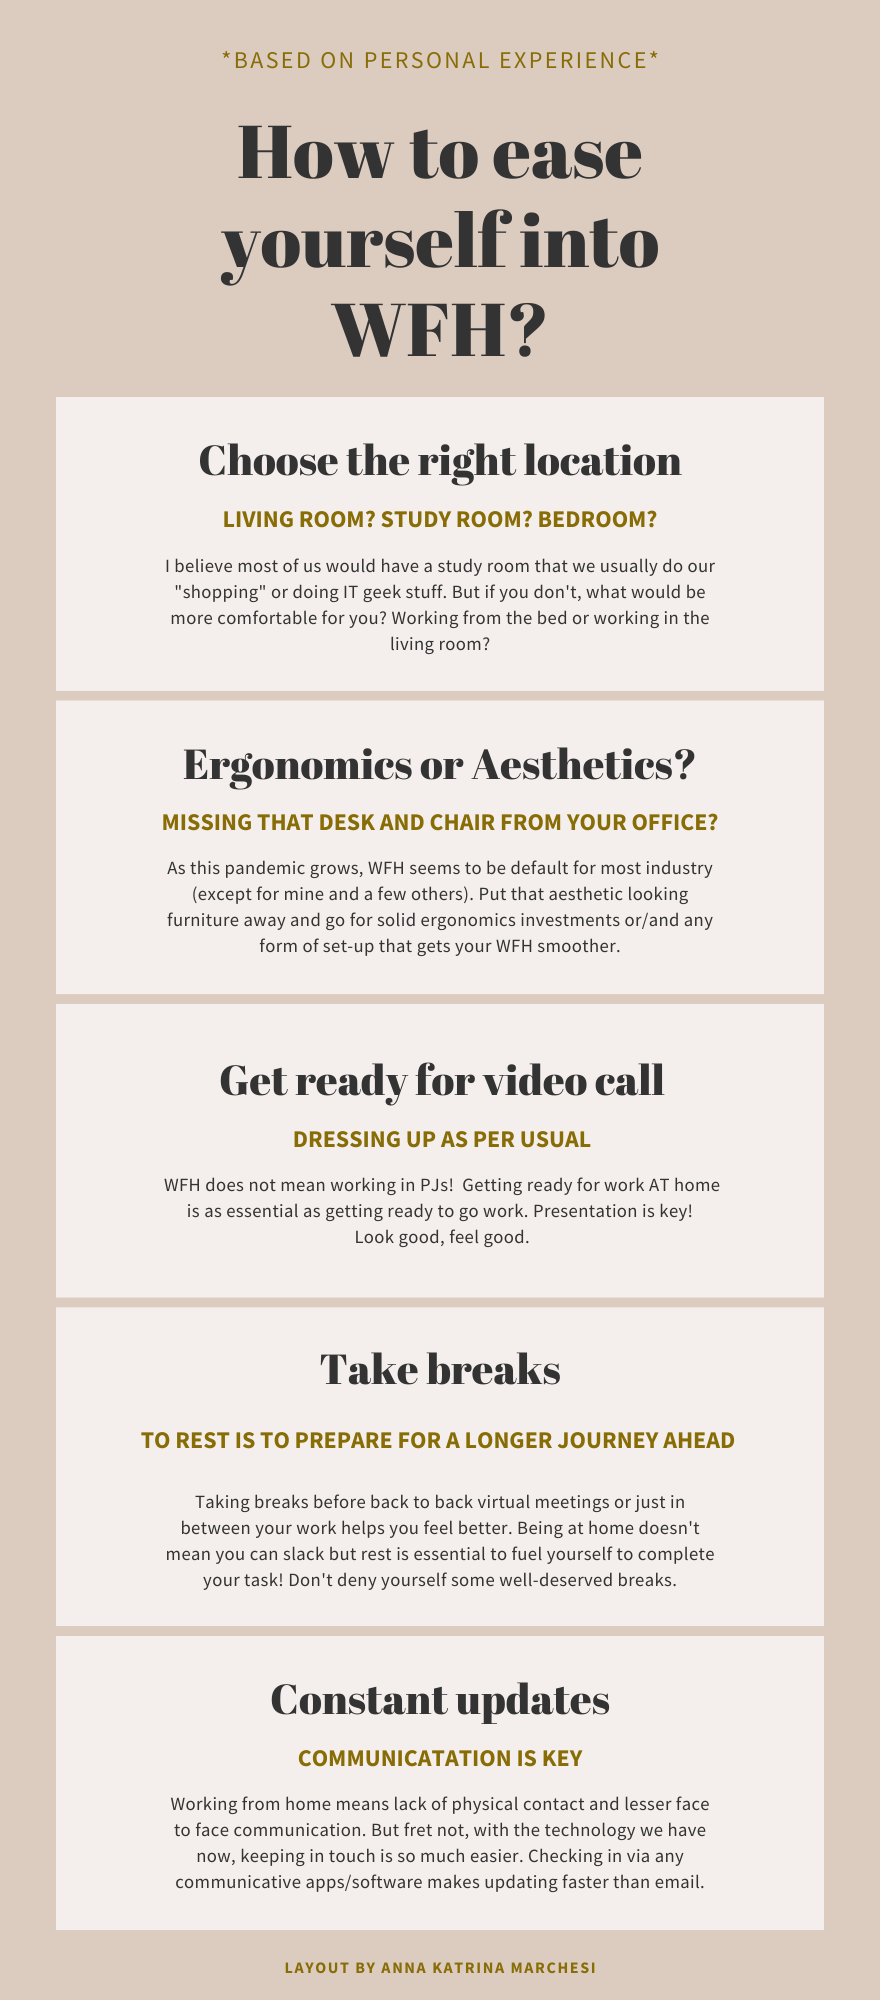 *BASED ON PERSONAL EXPERIENCE*
How to ease
yourself into
WFH?
Choose the right location
LIVING ROOM? STUDY ROOM? BEDROOM?
I believe most of us would have a study room that we usually do our
"shopping" or doing IT geek stuff. But if you don't, what would be
more comfortable for you? Working from the bed or working in the
living room?
Ergonomics or Aesthetics?
MISSING THAT DESK AND CHAIR FROM YOUR OFFICE?
As this pandemic grows, WFH seems to be default for most industry
(except for mine and a few others). Put that aesthetic looking
furniture away and go for solid ergonomics investments or/and any
form of set-up that gets your WFH smoother.
Get ready for video call
DRESSING UP AS PER USUAL
WFH does not mean working in PJs!  Getting ready for work AT home
is as essential as getting ready to go work. Presentation is key!
Look good, feel good.
Take breaks
TO REST IS TO PREPARE FOR A LONGER JOURNEY AHEAD
Taking breaks before back to back virtual meetings or just in
between your work helps you feel better. Being at home doesn't
mean you can slack but rest is essential to fuel yourself to complete
your task! Don't deny yourself some well-deserved breaks.
Constant updates
COMMUNICATATION IS KEY
Working from home means lack of physical contact and lesser face
to face communication. But fret not, with the technology we have
now, keeping in touch is so much easier. Checking in via any
communicative apps/software makes updating faster than email.
LAYOUT BY ANNA KATRINA MARCHESI